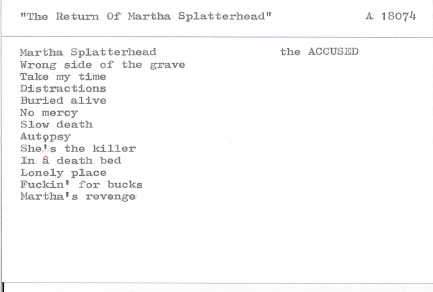 "The Return Of Martha Splatterhead" A 18074
Martha Splatterhead the ACCUSED
Wrong side of the grave
Take my time
Distractions
Buried alive
No mercy
Slow death
Autopsy
She's the killer
In a death bed
Lonely place
Fuckin' for bucks
Martha's revenge